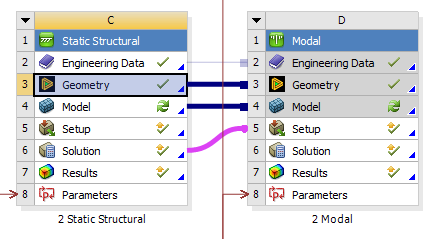 C
1 Static Structural
2 Engineering Data
3 Geometry
4 Model
5 Setup
6 Solution
7 Results
8 Parameters
2 Static Structural
D
1 Modal
2 Engineering Data
3 Geometry
4 Model
5 Setup
6 Solution
7 Results
8 Parameters
2 Modal